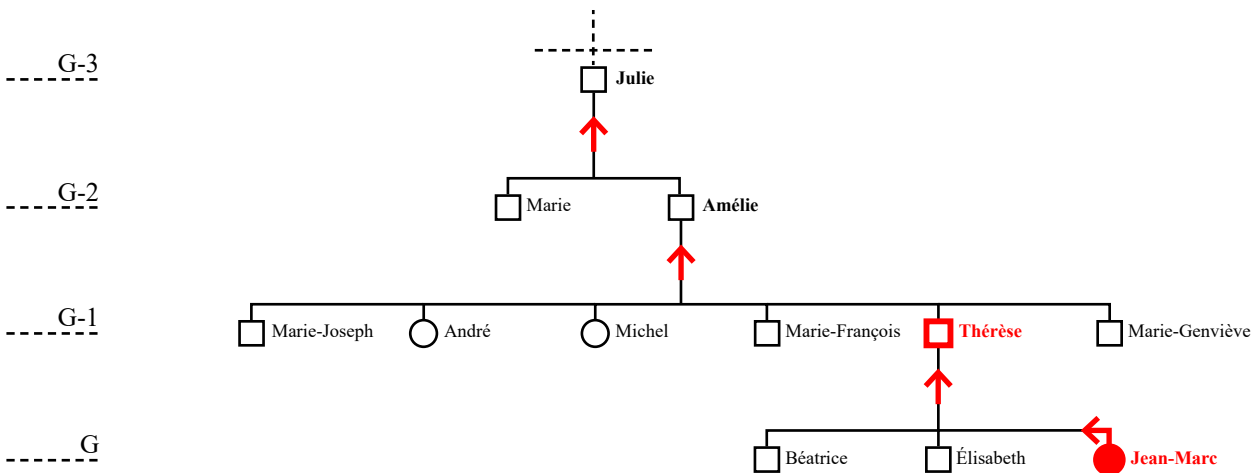 G-3
Julie
G-2
Marie
Amélie
G-1
Marie-Joseph
André
Michel
Marie-François
Thérèse
Marie-Genviève
G
Béatrice
Élisabeth
Jean-Marc